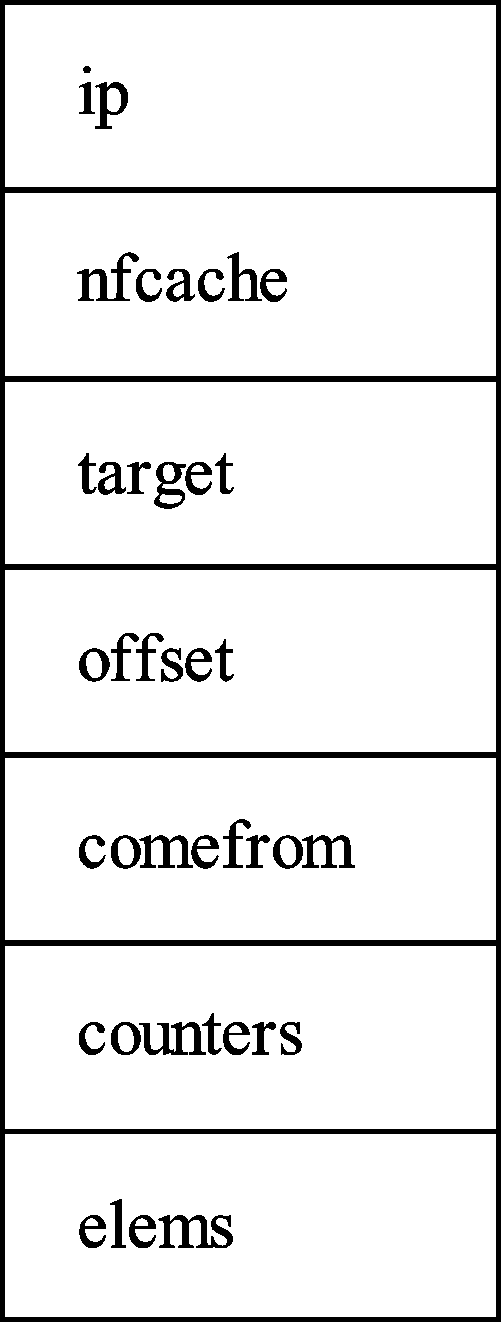 ip
nfcache
target
offset
comefrom
counters
elems